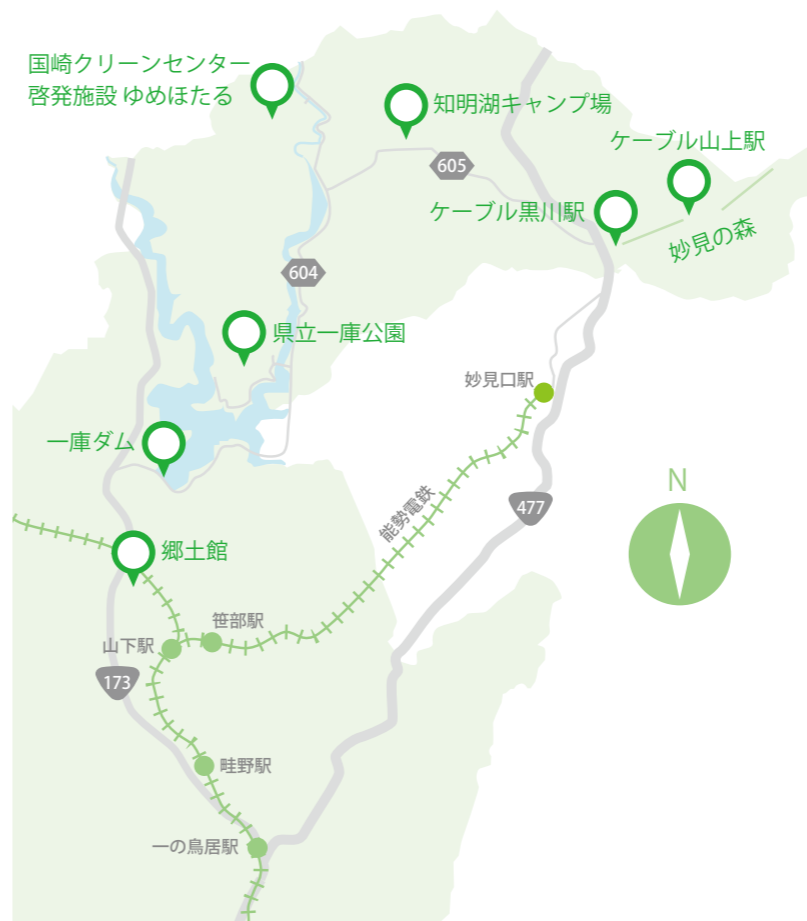 国崎クリーンセンター
啓発施設 ゆめほたる
知明湖キャンプ場
ケーブル山上駅
605
ケーブル黒川駅
妙見の森
604
県立一庫公園
妙見口駅
一庫ダム
N
477
能勢電鉄
郷土館
笹部駅
山下駅
173
畦野駅
一の鳥居駅